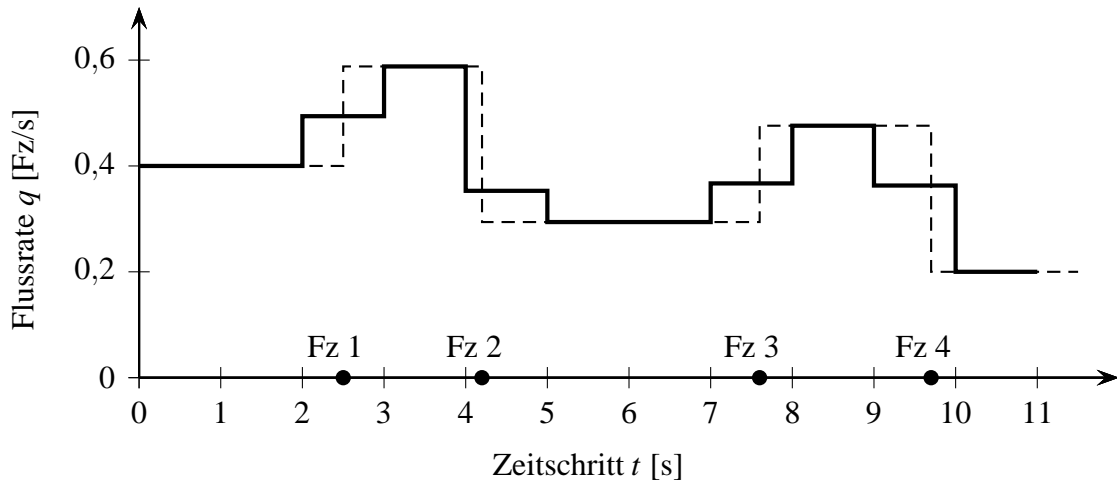 0,6
0,4
0,2
0
Flussrate q [Fz/s]
Fz 1 Fz 2 Fz 3 Fz 4
0 1 2 3 4 5 6 7 8 9 10 11
Zeitschritt t [s]